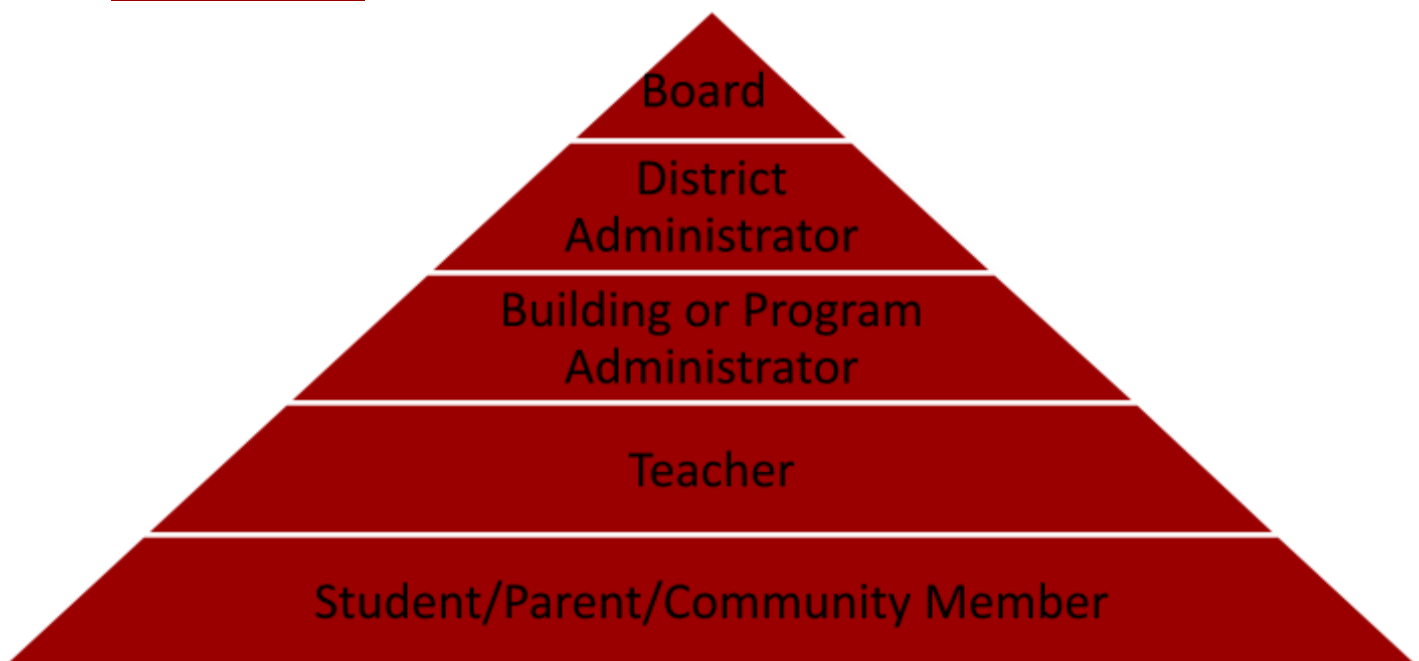 Board
District
Administrator
Building or Program
Administrator
Teacher
Student/Parent/Community Member